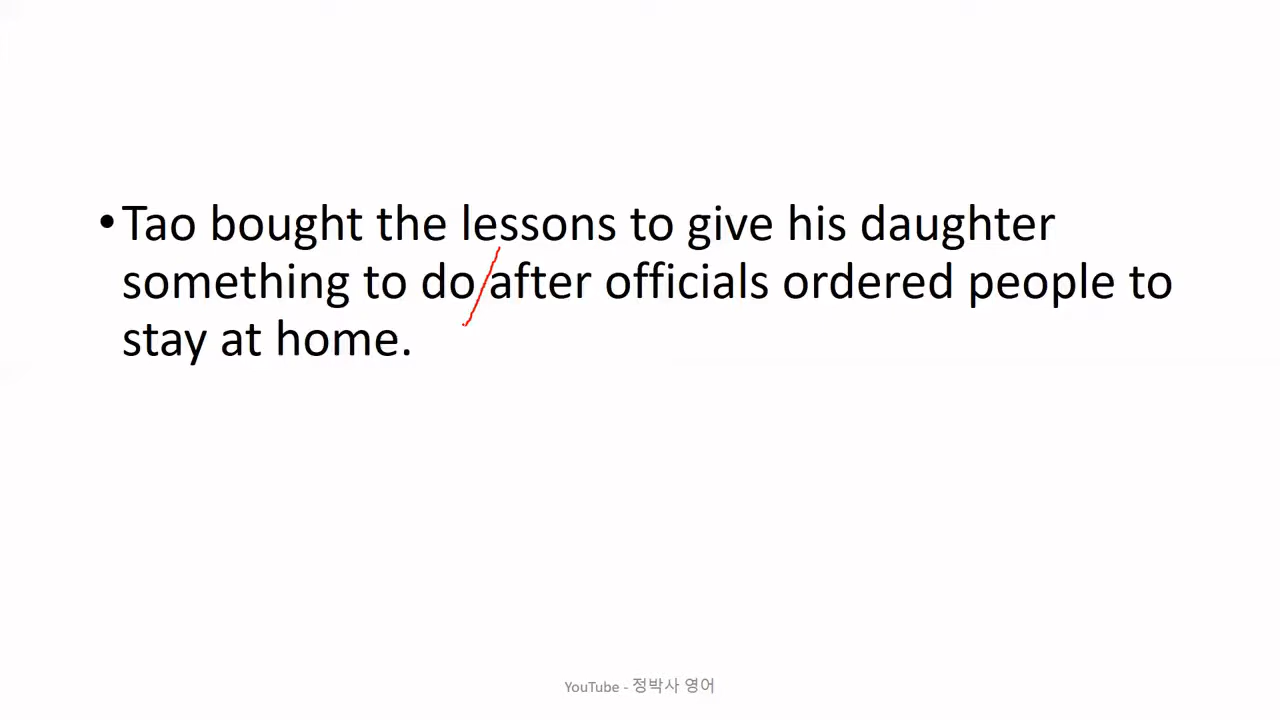 •Tao bought the lessons to give his daughter
something to do after officials ordered people to
stay at home.
YouTube - 정박사 영어